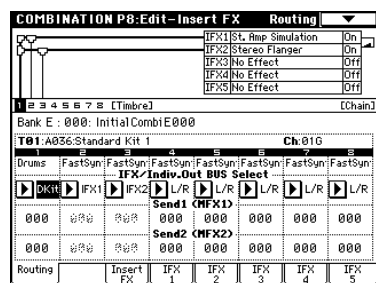 COMBINATION P8:Edit-Insert FX Routing
IFX1 St. Amp Simulation On
IFX2 Stereo Flanger On
IFX3 No Effect Off
IFX4 No Effect Off
IFX5 No Effect Off
1 2 3 4 5 6 7 8 [Timbre] [Chain]
Bank E : 000: InitialCombiE000
T01:A036:Standard Kit 1 Ch:01G
1 2 3 4 5 6 7 8
Drums FastSyn FastSyn FastSyn FastSyn FastSyn FastSyn FastSyn
IFX/Indiv.Out BUS Select
DKit IFX1 IFX2 L/R L/R L/R L/R L/R
Send1 (MFX1)
000 000 000 000 000 000
Send2 (MFX2)
000 000 000 000 000 000
Routing Insert FX IFX 1 IFX 2 IFX 3 IFX 4 IFX 5